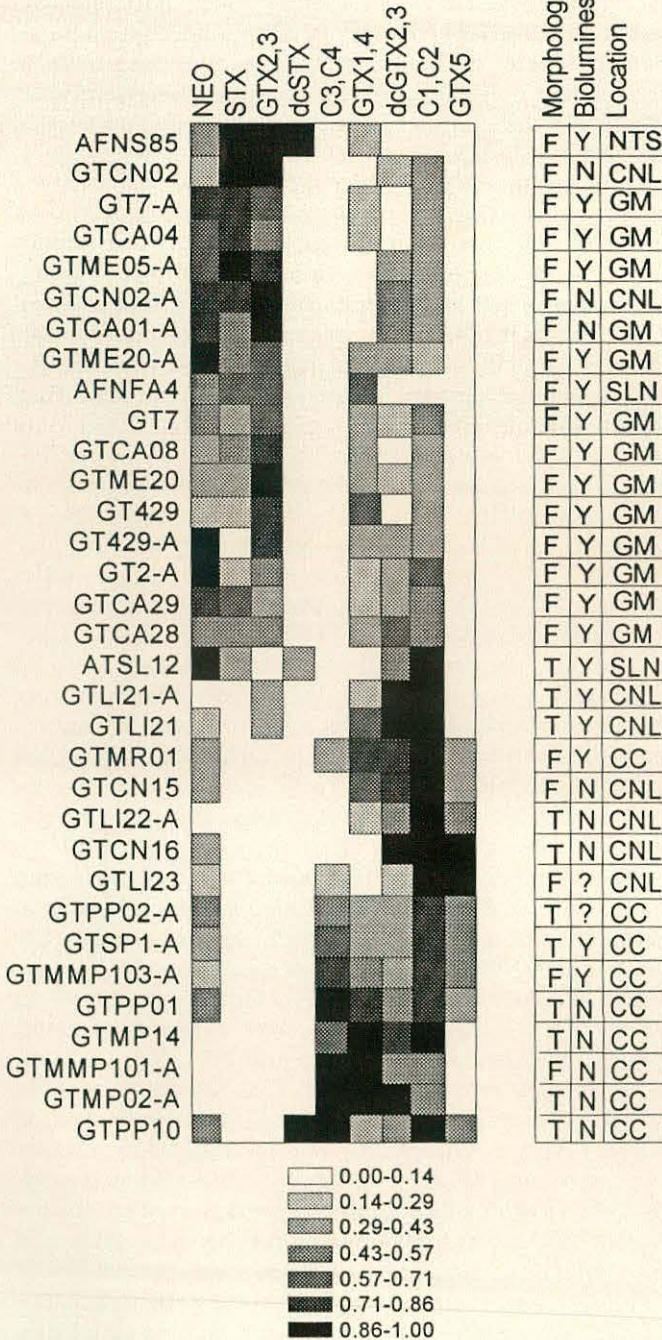 NEO STX GTX2,3 dcSTX C3,C4 GTX1,4 dcGTX2,3 C1,C2 GTX5 Morpholog Biolumines Location
AFNS85 F Y NTS
GTCN02 F N CNL
GT7-A F Y GM
GTCA04 F Y GM
GTME05-A F Y GM
GTCN02-A F N CNL
GTCA01-A F N GM
GTME20-A F Y GM
AFNFA4 F Y SLN
GT7 F Y GM
GTCA08 F Y GM
GTME20 F Y GM
GT429 F Y GM
GT429-A F Y GM
GT2-A F Y GM
GTCA29 F Y GM
GTCA28 F Y GM
ATSL12 T Y SLN
GTLI21-A T Y CNL
GTLI21 T Y CNL
GTMR01 F Y CC
GTCN15 F N CNL
GTLI22-A T N CNL
GTCN16 T N CNL
GTLI23 F ? CNL
GTPP02-A T ? CC
GTSP1-A T Y CC
GTMMP103-A F Y CC
GTPP01 T N CC
GTMP14 T N CC
GTMMP101-A F N CC
GTMP02-A T N CC
GTPP10 T N CC
0.00-0.14
0.14-0.29
0.29-0.43
0.43-0.57
0.57-0.71
0.71-0.86
0.86-1.00